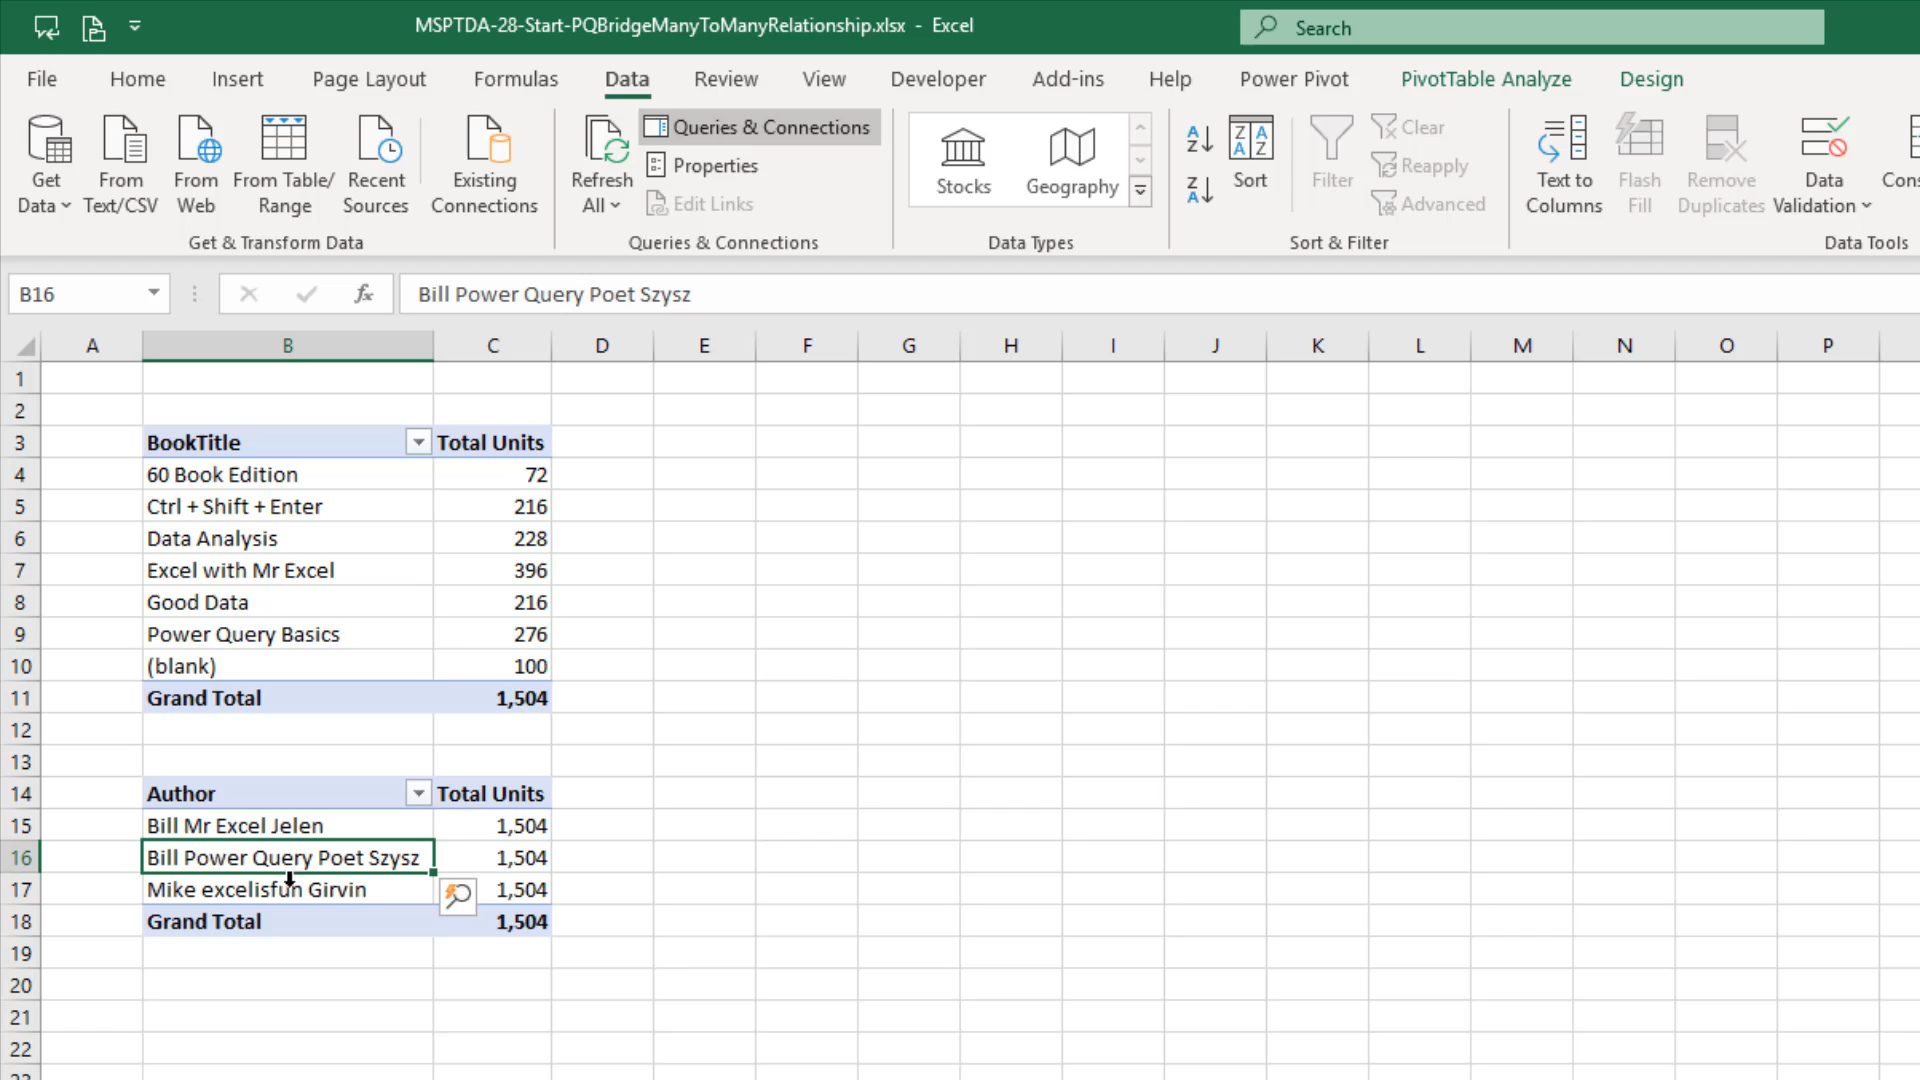 MSPTDA-28-Start-PQBridgeManyToManyRelationship.xlsx - Excel
Search
File Home Insert Page Layout Formulas Data Review View Developer Add-ins Help Power Pivot PivotTable Analyze Design
Get Data
From Text/CSV
From Web
From Table/ Range
Recent Sources
Existing Connections
Get & Transform Data
Refresh All
Queries & Connections
Properties
Edit Links
Queries & Connections
Stocks
Geography
Data Types
Sort
Filter
Clear
Reapply
Advanced
Sort & Filter
Text to Columns
Flash Fill
Remove Duplicates
Data Validation
Cons
Data Tools
B16 fx Bill Power Query Poet Szysz
A B C D E F G H I J K L M N O P
1
2
3 BookTitle Total Units
4 60 Book Edition 72
5 Ctrl + Shift + Enter 216
6 Data Analysis 228
7 Excel with Mr Excel 396
8 Good Data 216
9 Power Query Basics 276
10 (blank) 100
11 Grand Total 1,504
12
13
14 Author Total Units
15 Bill Mr Excel Jelen 1,504
16 Bill Power Query Poet Szysz 1,504
17 Mike excelisfun Girvin 1,504
18 Grand Total 1,504
19
20
21
22